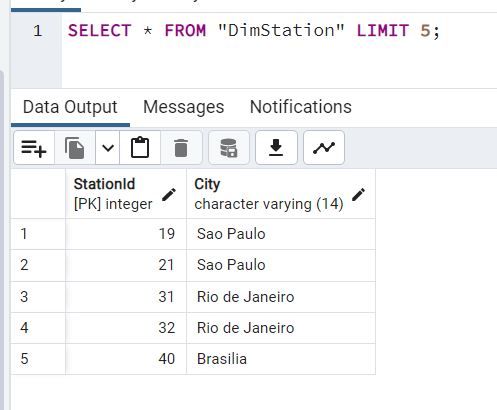 1 SELECT * FROM "DimStation" LIMIT 5;
Data Output Messages Notifications
StationId City
[PK] integer character varying (14)
1 19 Sao Paulo
2 21 Sao Paulo
3 31 Rio de Janeiro
4 32 Rio de Janeiro
5 40 Brasilia